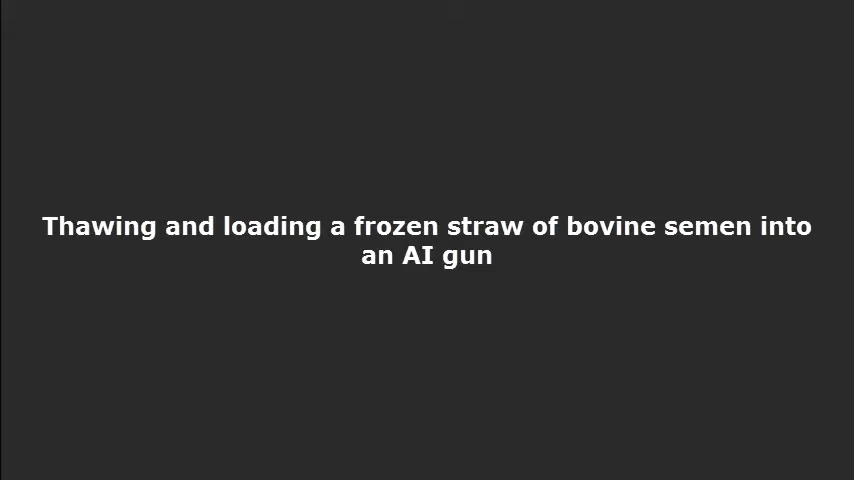 Thawing and loading a frozen straw of bovine semen into
an AI gun